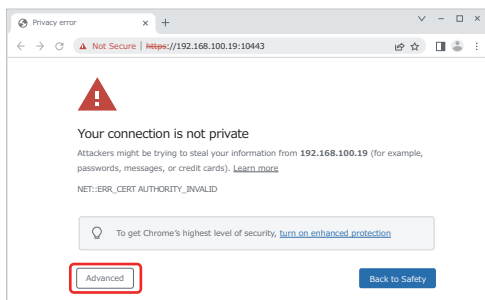 Privacy error
Not Secure | https://192.168.100.19:10443
Your connection is not private
Attackers might be trying to steal your information from 192.168.100.19 (for example,
passwords, messages, or credit cards). Learn more
NET::ERR_CERT AUTHORITY_INVALID
To get Chrome's highest level of security, turn on enhanced protection
Advanced
Back to Safety